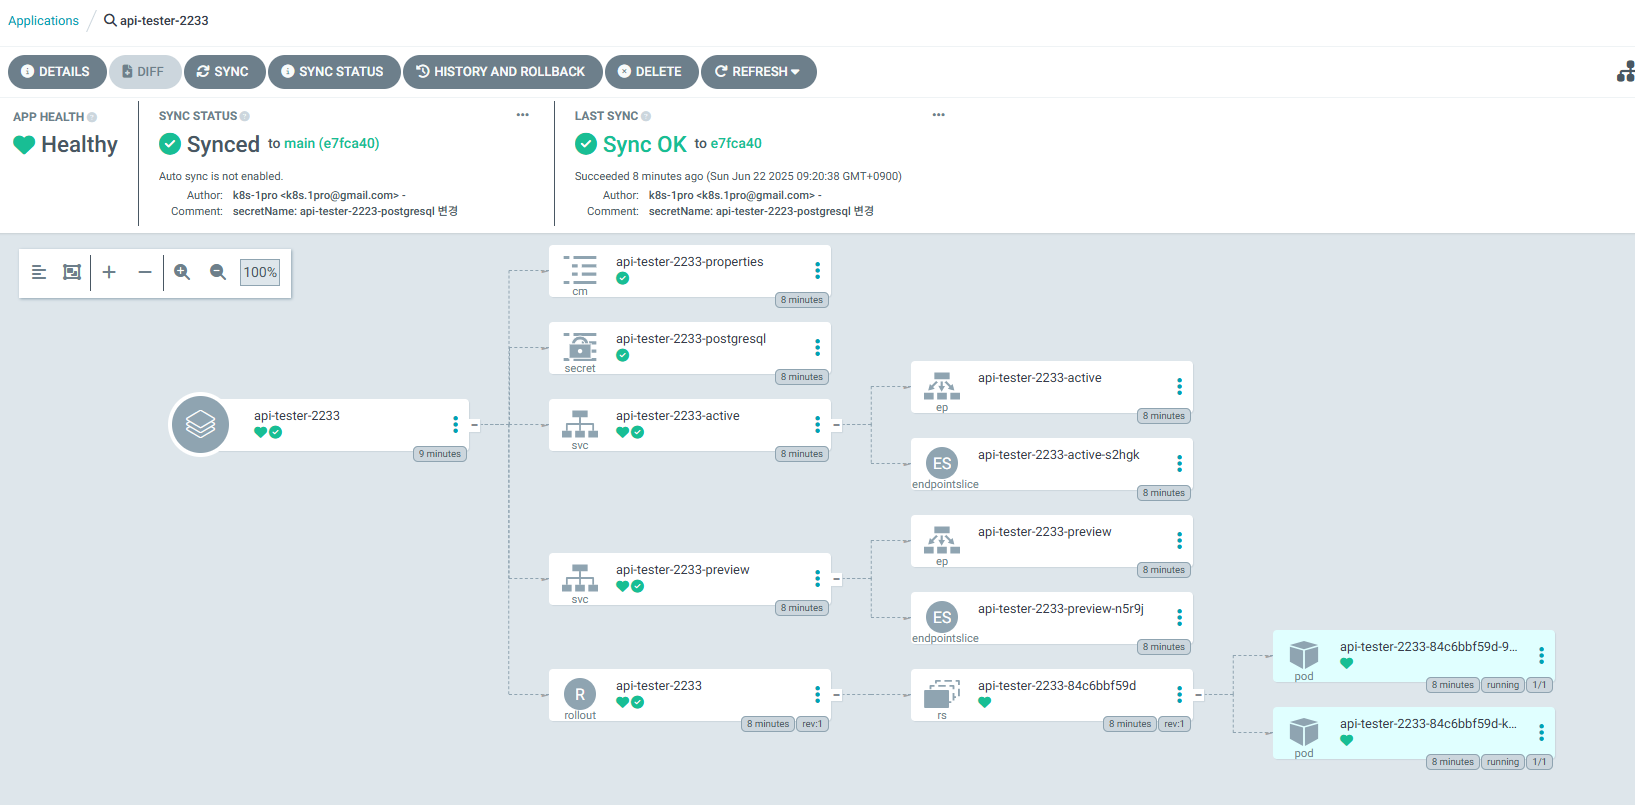 Applications / api-tester-2233
DETAILS DIFF SYNC SYNC STATUS HISTORY AND ROLLBACK DELETE REFRESH
APP HEALTH
Healthy
SYNC STATUS
Synced to main (e7fca40)
Auto sync is not enabled.
Author: k8s-1pro <k8s.1pro@gmail.com> -
Comment: secretName: api-tester-2223-postgresql 변경
LAST SYNC
Sync OK to e7fca40
Succeeded 8 minutes ago (Sun Jun 22 2025 09:20:38 GMT+0900)
Author: k8s-1pro <k8s.1pro@gmail.com> -
Comment: secretName: api-tester-2223-postgresql 변경
100%
api-tester-2233
9 minutes
api-tester-2233-properties
cm
8 minutes
api-tester-2233-postgresql
secret
8 minutes
api-tester-2233-active
svc
8 minutes
api-tester-2233-preview
svc
8 minutes
R
api-tester-2233
rollout
8 minutes rev:1
api-tester-2233-active
ep
8 minutes
ES
api-tester-2233-active-s2hgk
endpointslice
8 minutes
api-tester-2233-preview
ep
8 minutes
ES
api-tester-2233-preview-n5r9j
endpointslice
8 minutes
api-tester-2233-84c6bbf59d
rs
8 minutes rev:1
api-tester-2233-84c6bbf59d-9...
pod
8 minutes running 1/1
api-tester-2233-84c6bbf59d-k...
pod
8 minutes running 1/1